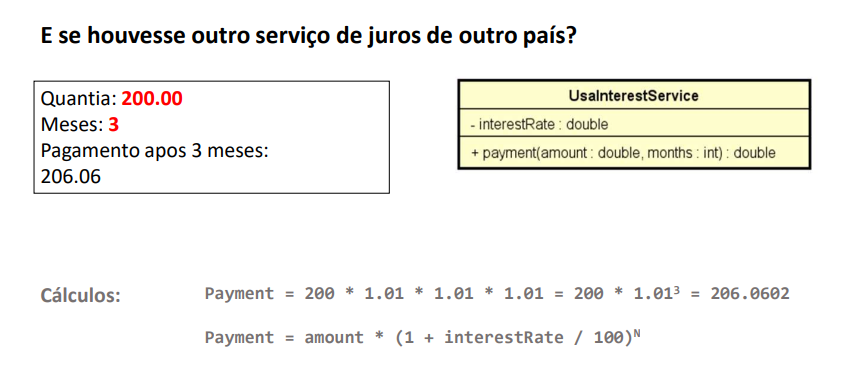 E se houvesse outro serviço de juros de outro país?
Quantia: 200.00
Meses: 3
Pagamento apos 3 meses:
206.06
UsaInterestService
- interestRate : double
+ payment(amount : double, months : int) : double
Cálculos:
Payment = 200 * 1.01 * 1.01 * 1.01 = 200 * 1.01³ = 206.0602
Payment = amount * (1 + interestRate / 100)ᴺ